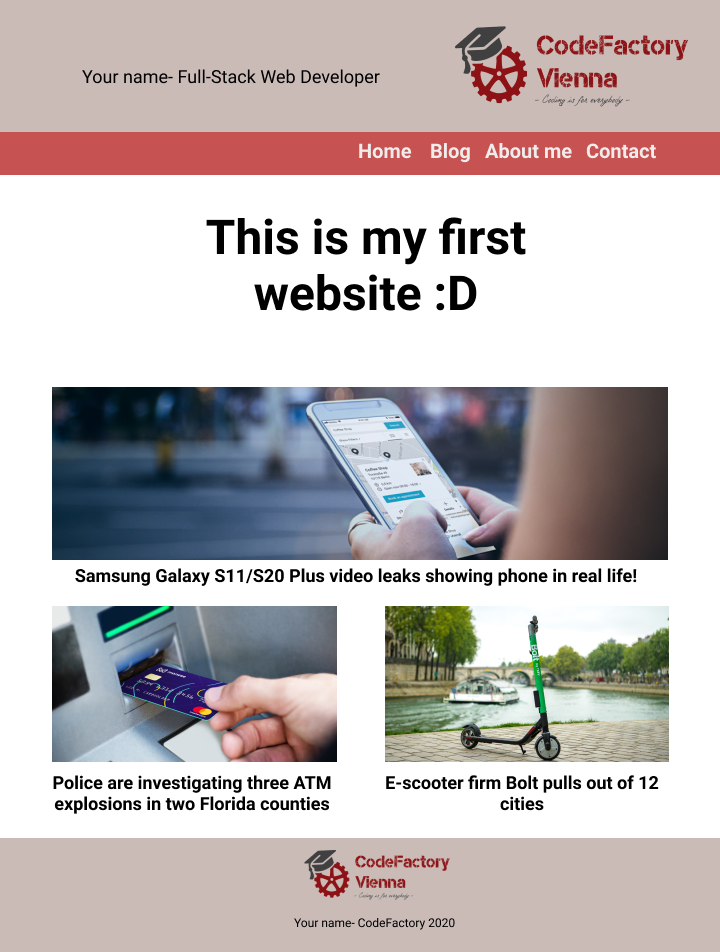 Your name- Full-Stack Web Developer
CodeFactory
Vienna
~ Coding is for everybody ~
Home Blog About me Contact
This is my first
website :D
Coffee Shop
Samsung Galaxy S11/S20 Plus video leaks showing phone in real life!
Bolt
Police are investigating three ATM
explosions in two Florida counties
E-scooter firm Bolt pulls out of 12
cities
CodeFactory
Vienna
~ Coding is for everybody ~
Your name- CodeFactory 2020